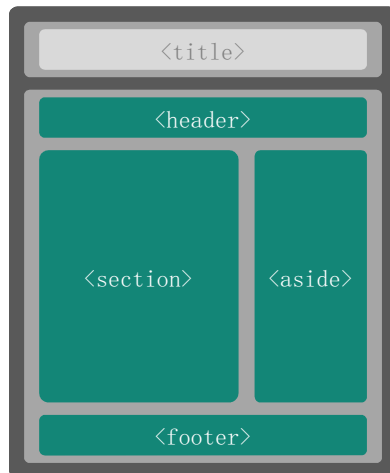 <title>
<header>
<section>
<aside>
<footer>